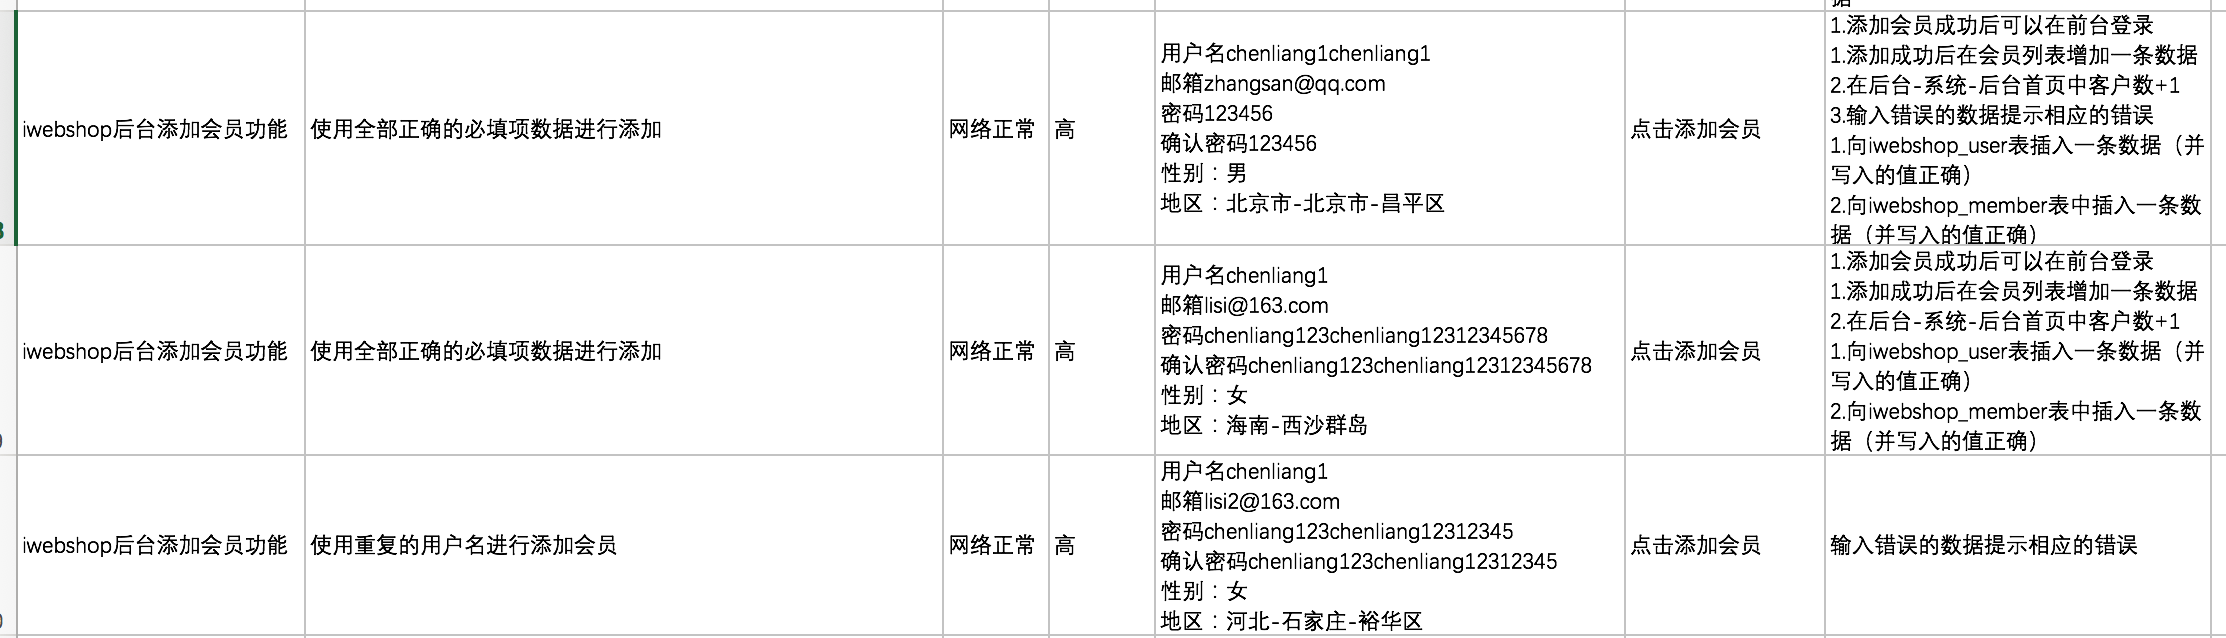 据
iwebshop后台添加会员功能
使用全部正确的必填项数据进行添加
网络正常
高
用户名chenliang1chenliang1
邮箱zhangsan@qq.com
密码123456
确认密码123456
性别：男
地区：北京市-北京市-昌平区
点击添加会员
1.添加会员成功后可以在前台登录
1.添加成功后在会员列表增加一条数据
2.在后台-系统-后台首页中客户数+1
3.输入错误的数据提示相应的错误
1.向iwebshop_user表插入一条数据（并
写入的值正确）
2.向iwebshop_member表中插入一条数
据（并写入的值正确）
iwebshop后台添加会员功能
使用全部正确的必填项数据进行添加
网络正常
高
用户名chenliang1
邮箱lisi@163.com
密码chenliang123chenliang12312345678
确认密码chenliang123chenliang12312345678
性别：女
地区：海南-西沙群岛
点击添加会员
1.添加会员成功后可以在前台登录
1.添加成功后在会员列表增加一条数据
2.在后台-系统-后台首页中客户数+1
1.向iwebshop_user表插入一条数据（并
写入的值正确）
2.向iwebshop_member表中插入一条数
据（并写入的值正确）
iwebshop后台添加会员功能
使用重复的用户名进行添加会员
网络正常
高
用户名chenliang1
邮箱lisi2@163.com
密码chenliang123chenliang12312345
确认密码chenliang123chenliang12312345
性别：女
地区：河北-石家庄-裕华区
点击添加会员
输入错误的数据提示相应的错误